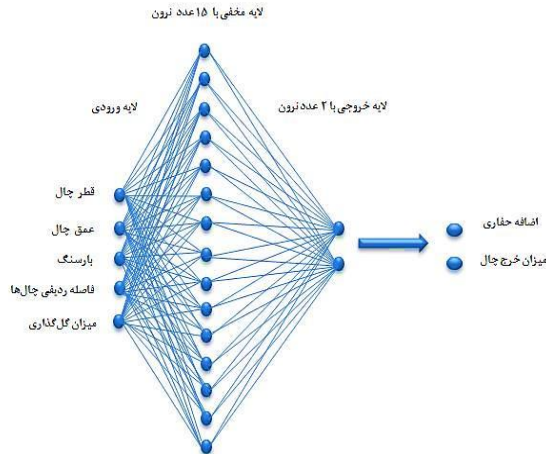 لایه مخفی با ۱۵ عدد نرون
لایه ورودی
لایه خروجی با ۲ عدد نرون
قطر چال
عمق چال
بارسنگ
فاصله ردیفی چال‌ها
میزان گل‌گذاری
اضافه حفاری
میزان خرج چال